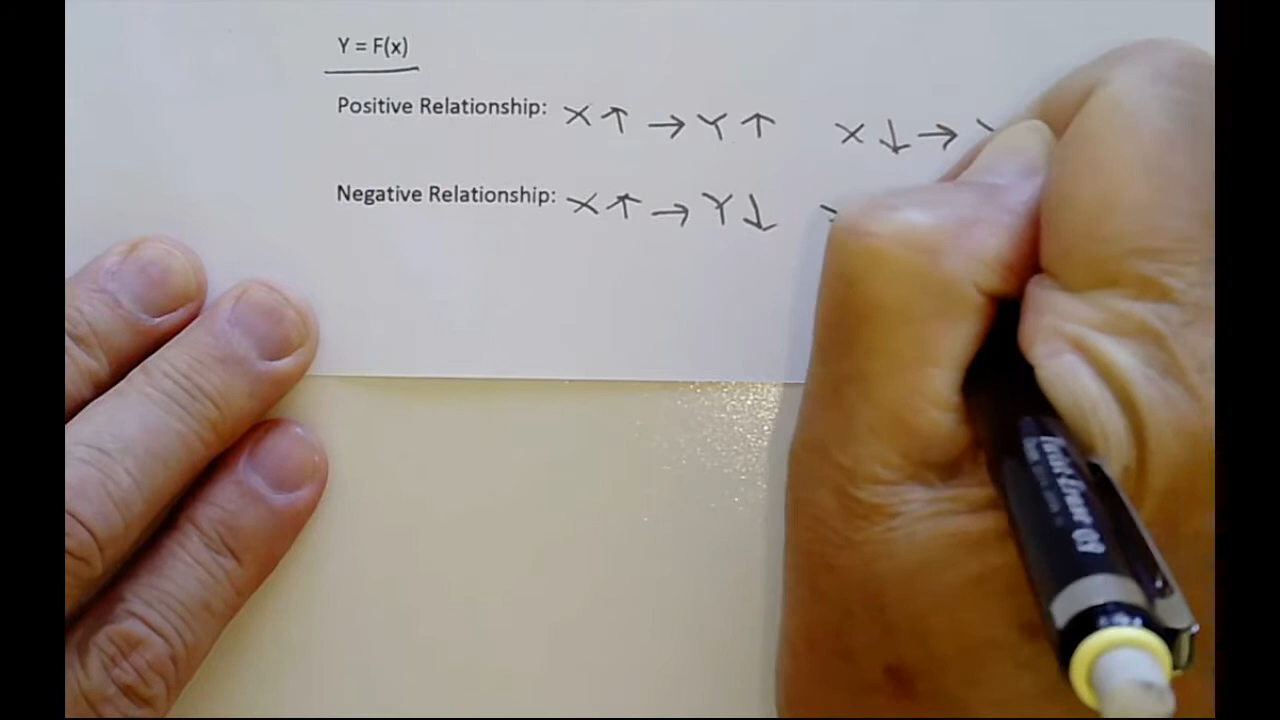 Y = F(x)
Positive Relationship: X ↑ → Y ↑ X ↓ →
Negative Relationship: X ↑ → Y ↓